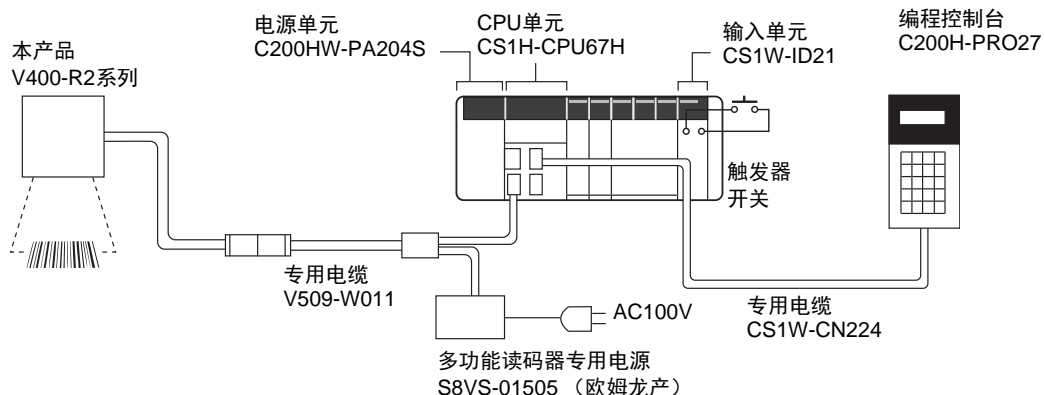 本产品
V400-R2系列
电源单元
C200HW-PA204S
CPU单元
CS1H-CPU67H
输入单元
CS1W-ID21
编程控制台
C200H-PRO27
触发器
开关
专用电缆
V509-W011
AC100V
专用电缆
CS1W-CN224
多功能读码器专用电源
S8VS-01505 （欧姆龙产）